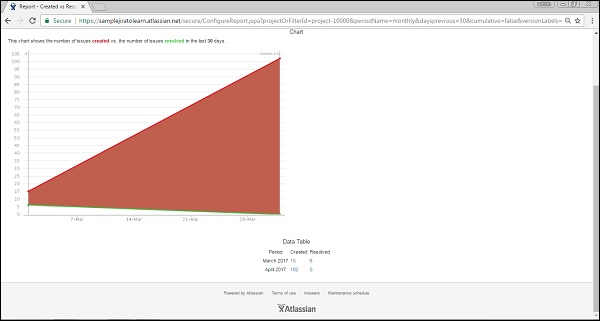 Report - Created vs Reso
Secure https://samplejiratolearn.atlassian.net/secure/ConfigureReport.jspa?projectOrFilterId=project-10000&periodName=monthly&daysprevious=30&cumulative=false&versionLabels=
Chart
This chart shows the number of issues created vs. the number of issues resolved in the last 30 days.
105
100
95
90
85
80
75
70
65
60
55
50
45
40
35
30
25
20
15
10
5
0
7-Mar 14-Mar 21-Mar 28-Mar
Data Table
Period Created Resolved
March 2017 15 6
April 2017 102 0
Powered by Atlassian · Terms of use · Answers · Maintenance schedule
Atlassian